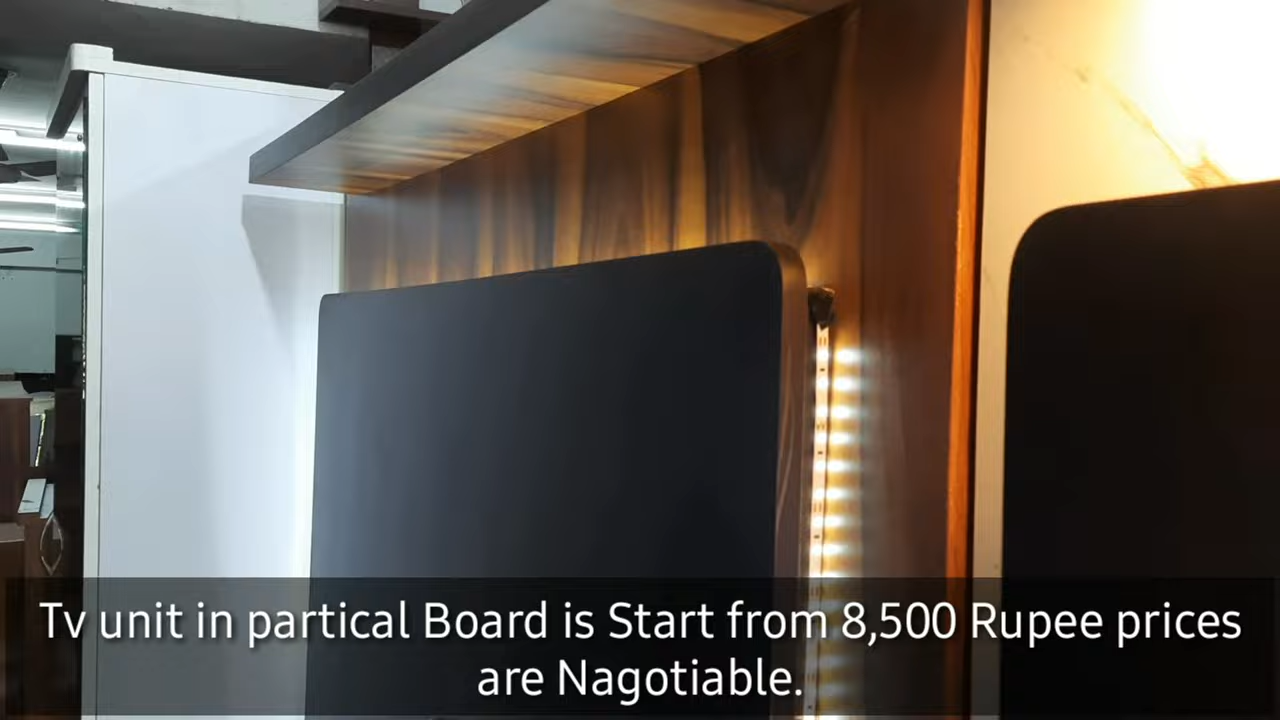 Tv unit in partical Board is Start from 8,500 Rupee prices
are Nagotiable.